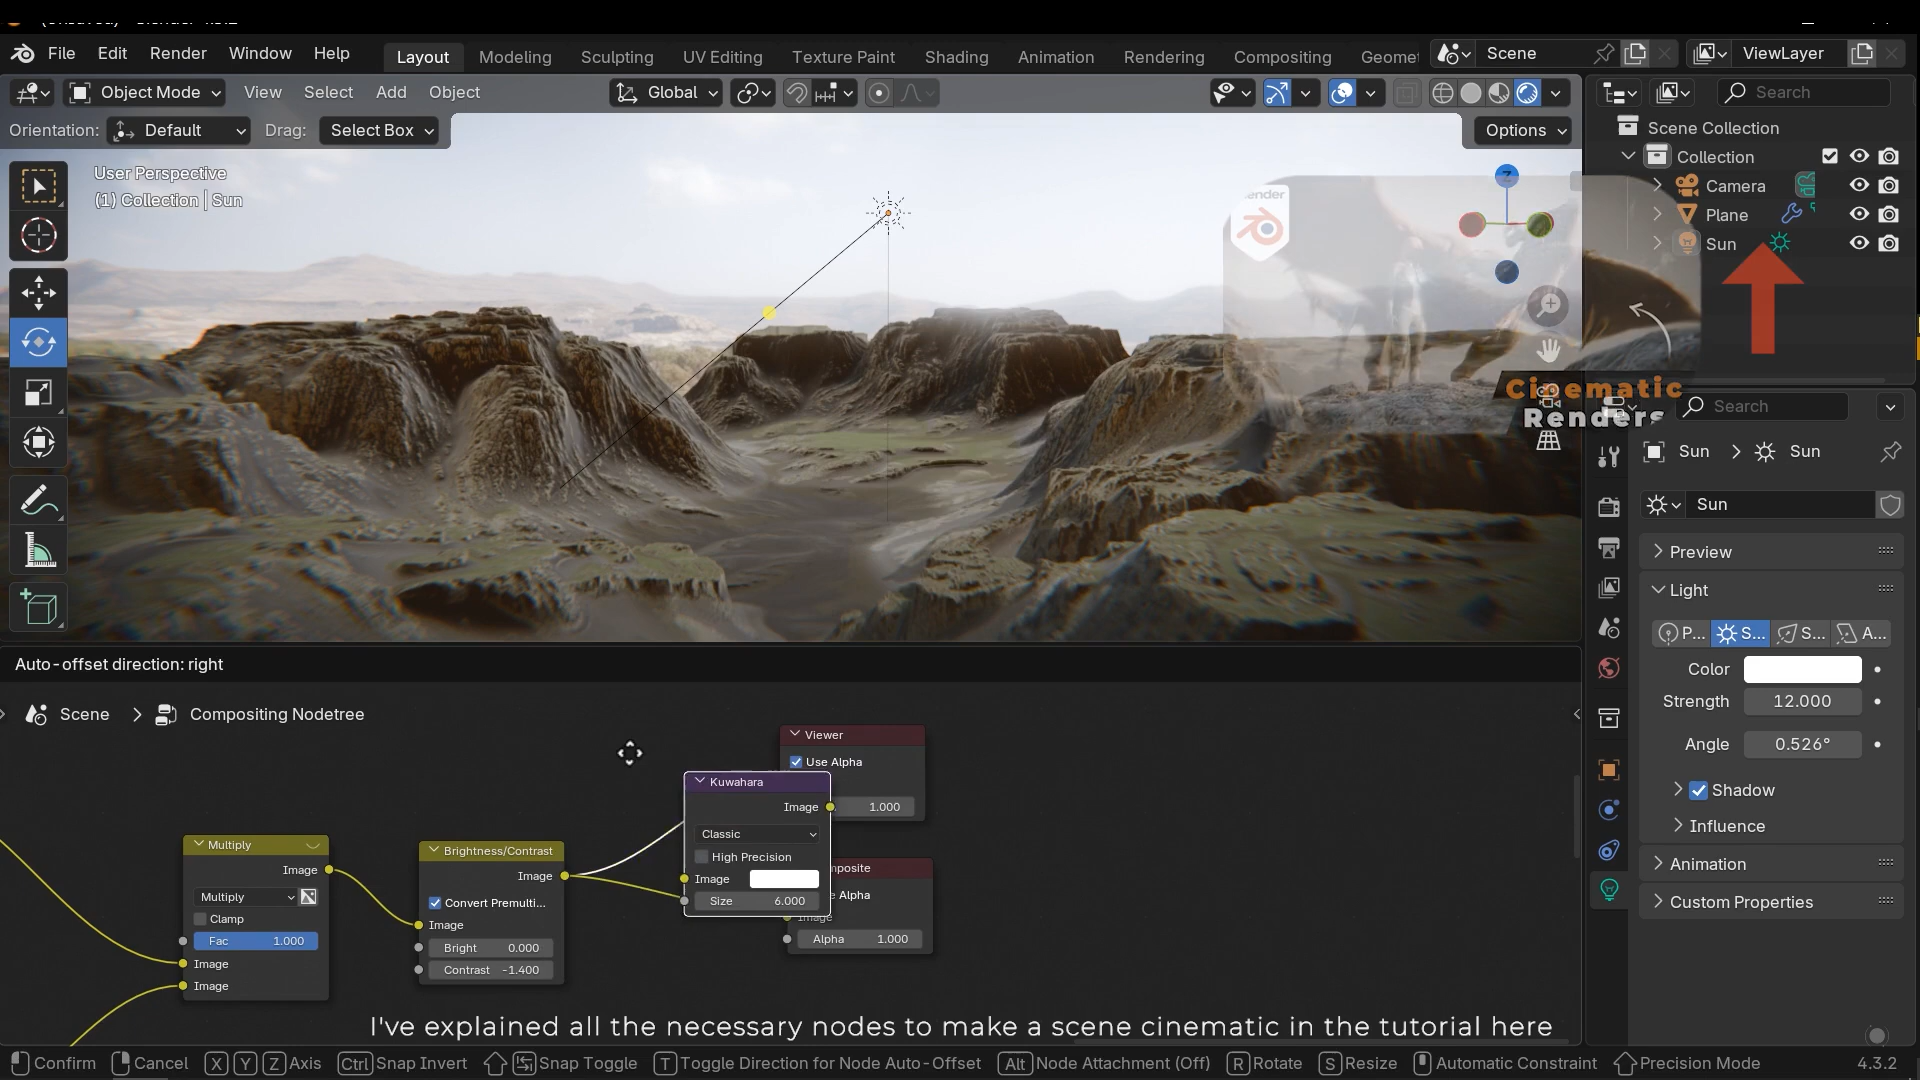 File Edit Render Window Help
Layout Modeling Sculpting UV Editing Texture Paint Shading Animation Rendering Compositing Geomet
Scene
ViewLayer
Object Mode View Select Add Object
Global
Search
Orientation: Default Drag: Select Box
Options
Scene Collection
Collection
Camera
Plane
Sun
User Perspective
(1) Collection | Sun
ender
Z
Cinematic
Renders
Search
Sun > Sun
Sun
Preview
Light
P... S... S... A...
Color
Strength 12.000
Angle 0.526°
Shadow
Influence
Animation
Custom Properties
Auto-offset direction: right
Scene > Compositing Nodetree
Viewer
Use Alpha
1.000
Kuwahara
Image
Classic
High Precision
Image
Size 6.000
mposite
e Alpha
Image
Alpha 1.000
Multiply
Image
Multiply
Clamp
Fac 1.000
Image
Image
Brightness/Contrast
Image
Convert Premulti...
Image
Bright 0.000
Contrast -1.400
I've explained all the necessary nodes to make a scene cinematic in the tutorial here
Confirm Cancel X Y Z Axis Ctrl Snap Invert Snap Toggle T Toggle Direction for Node Auto-Offset Alt Node Attachment (Off) R Rotate S Resize Automatic Constraint Precision Mode 4.3.2